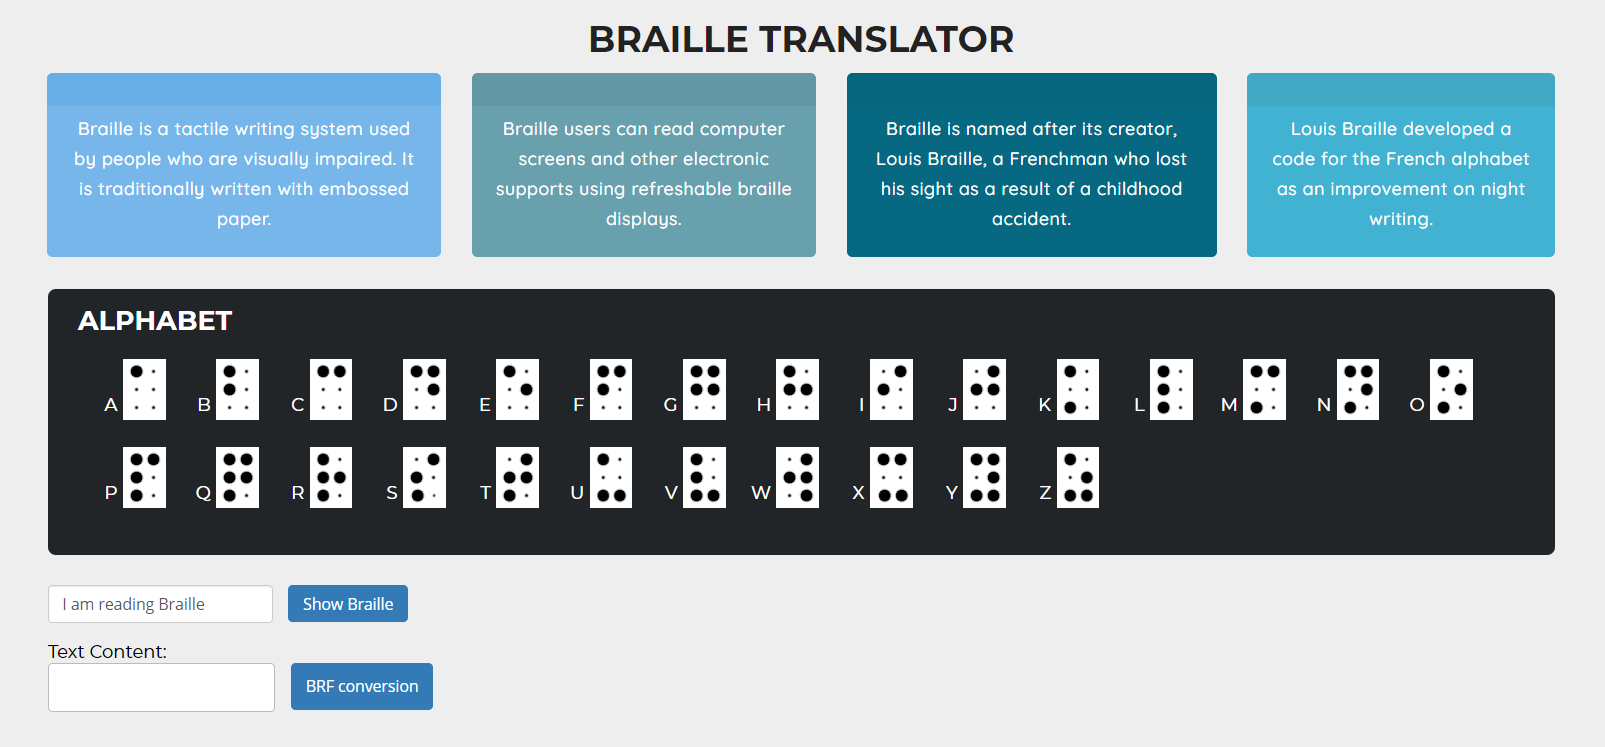 BRAILLE TRANSLATOR
Braille is a tactile writing system used
by people who are visually impaired. It
is traditionally written with embossed
paper.
Braille users can read computer
screens and other electronic
supports using refreshable braille
displays.
Braille is named after its creator,
Louis Braille, a Frenchman who lost
his sight as a result of a childhood
accident.
Louis Braille developed a
code for the French alphabet
as an improvement on night
writing.
ALPHABET
A ⠁ B ⠃ C ⠉ D ⠙ E ⠑ F ⠋ G ⠛ H ⠓ I ⠊ J ⠚ K ⠅ L ⠇ M ⠍ N ⠝ O ⠕
P ⠏ Q ⠟ R ⠗ S ⠎ T ⠞ U ⠥ V ⠧ W ⠺ X ⠭ Y ⠽ Z ⠵
I am reading Braille
Show Braille
Text Content:
BRF conversion